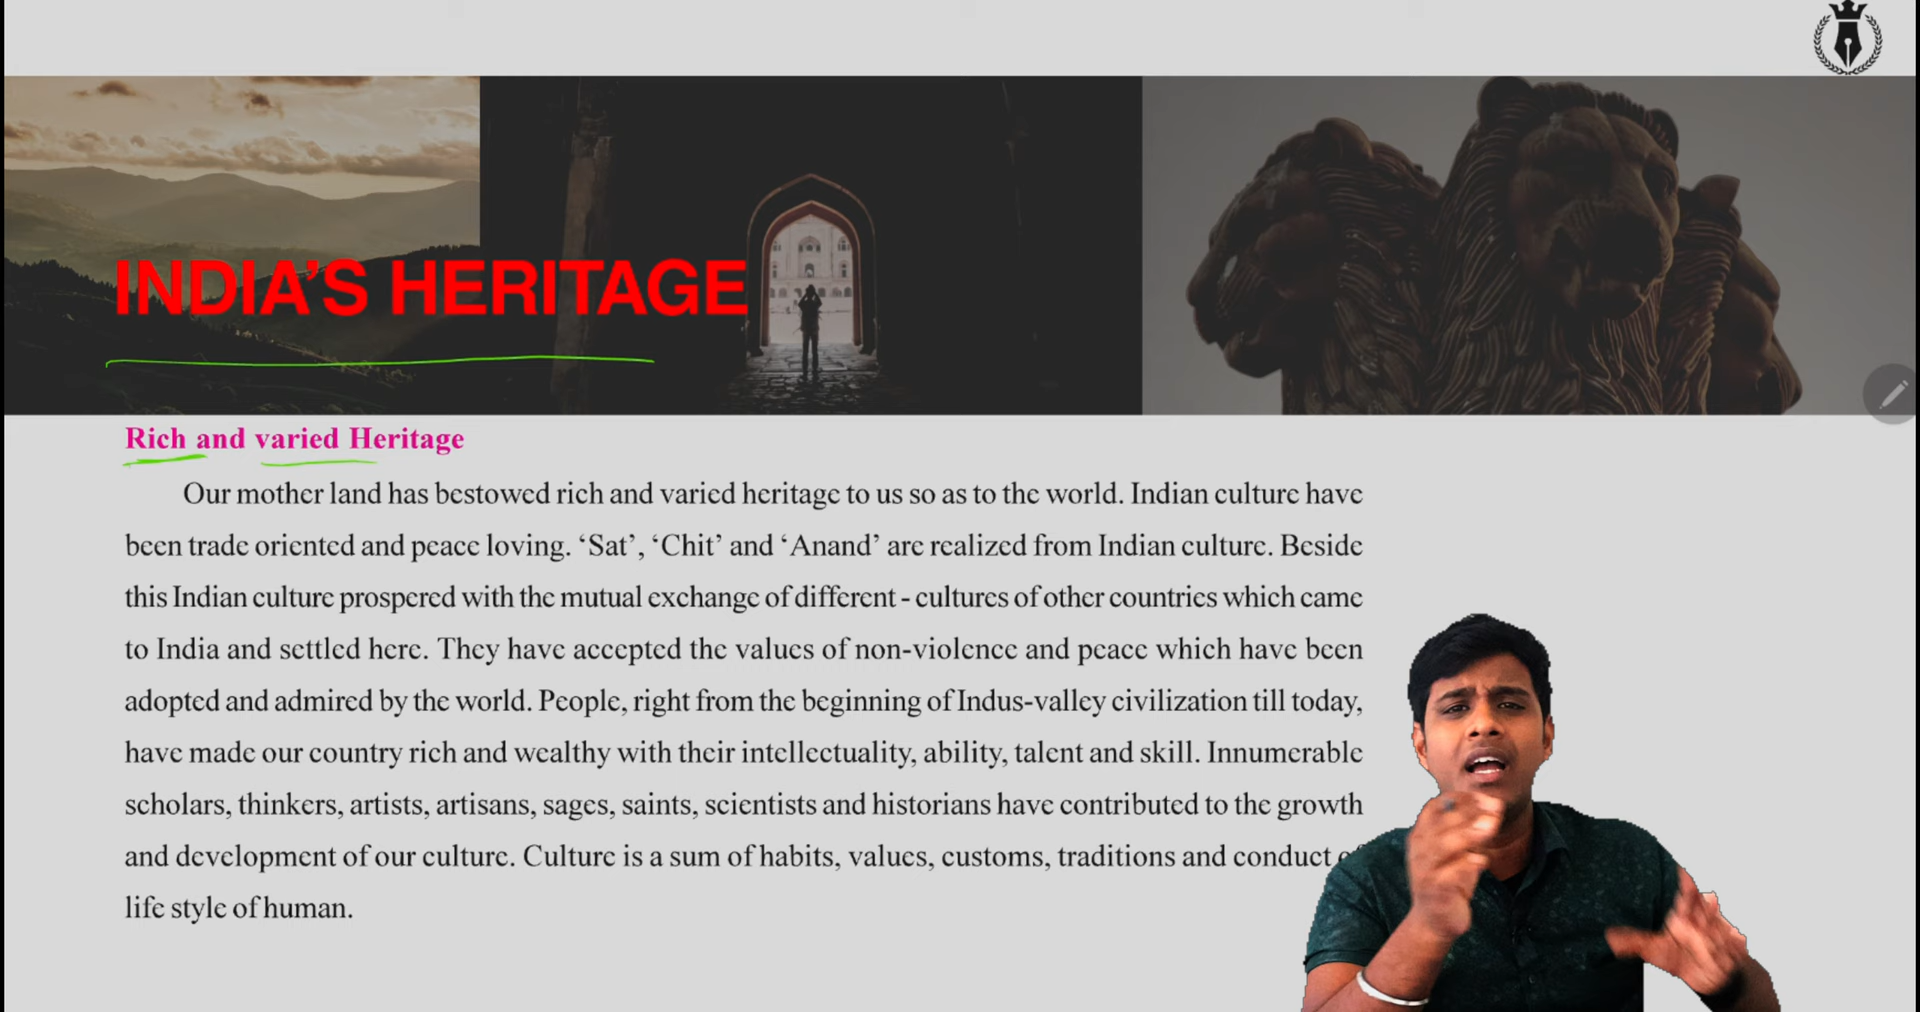 INDIA'S HERITAGE
Rich and varied Heritage
Our mother land has bestowed rich and varied heritage to us so as to the world. Indian culture have
been trade oriented and peace loving. ‘Sat’, ‘Chit’ and ‘Anand’ are realized from Indian culture. Beside
this Indian culture prospered with the mutual exchange of different - cultures of other countries which came
to India and settled here. They have accepted the values of non-violence and peace which have been
adopted and admired by the world. People, right from the beginning of Indus-valley civilization till today,
have made our country rich and wealthy with their intellectuality, ability, talent and skill. Innumerable
scholars, thinkers, artists, artisans, sages, saints, scientists and historians have contributed to the growth
and development of our culture. Culture is a sum of habits, values, customs, traditions and conduct
life style of human.